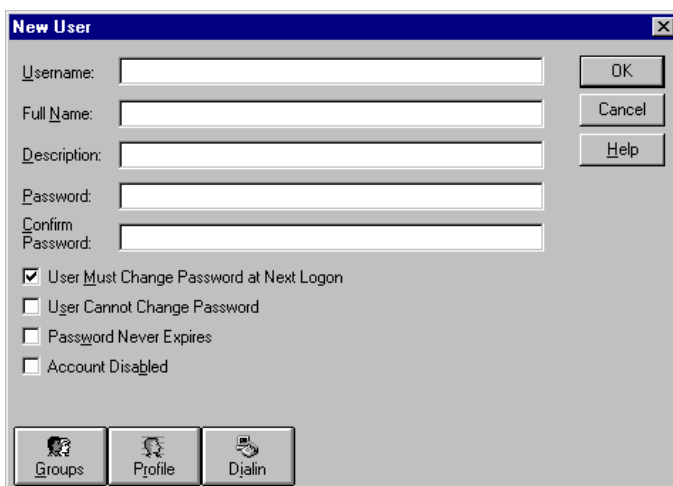 New User
Username:
OK
Full Name:
Cancel
Description:
Help
Password:
Confirm
Password:
User Must Change Password at Next Logon
User Cannot Change Password
Password Never Expires
Account Disabled
Groups
Profile
Dialin